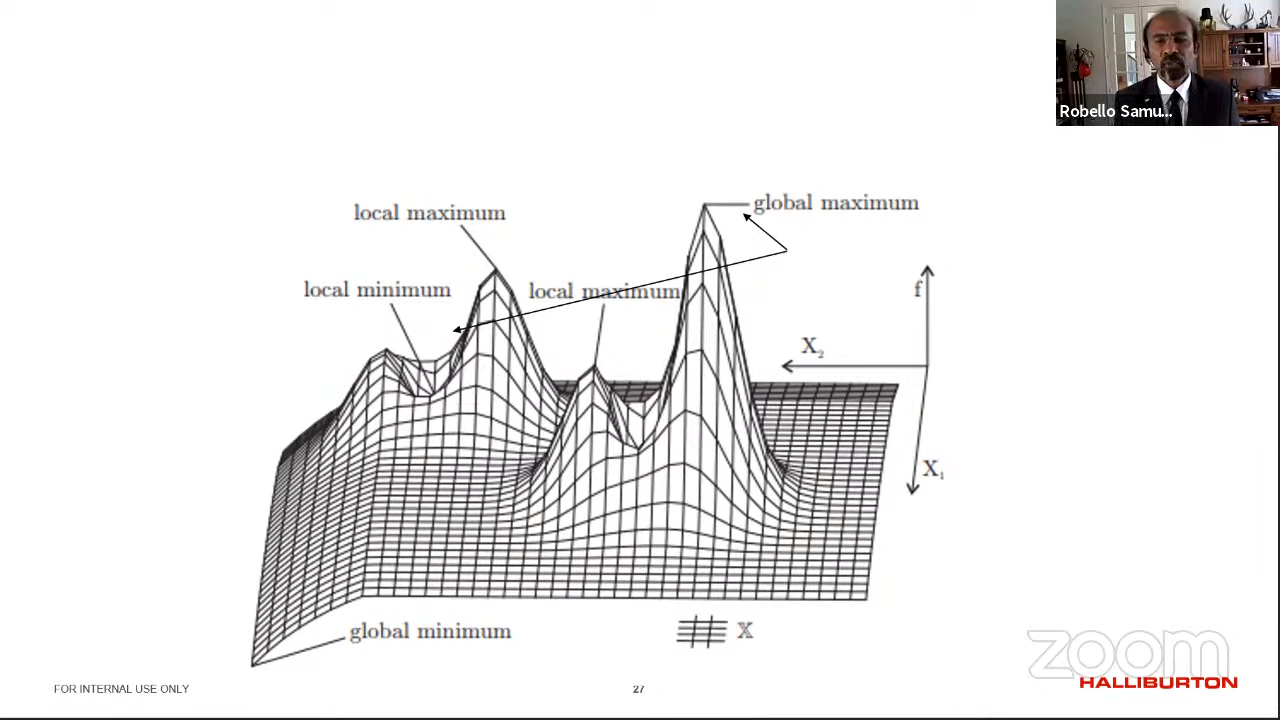 Robello Samu...
local maximum
global maximum
local minimum
local maximum
f
X₂
X₁
global minimum
X
zoom
HALLIBURTON
FOR INTERNAL USE ONLY
27